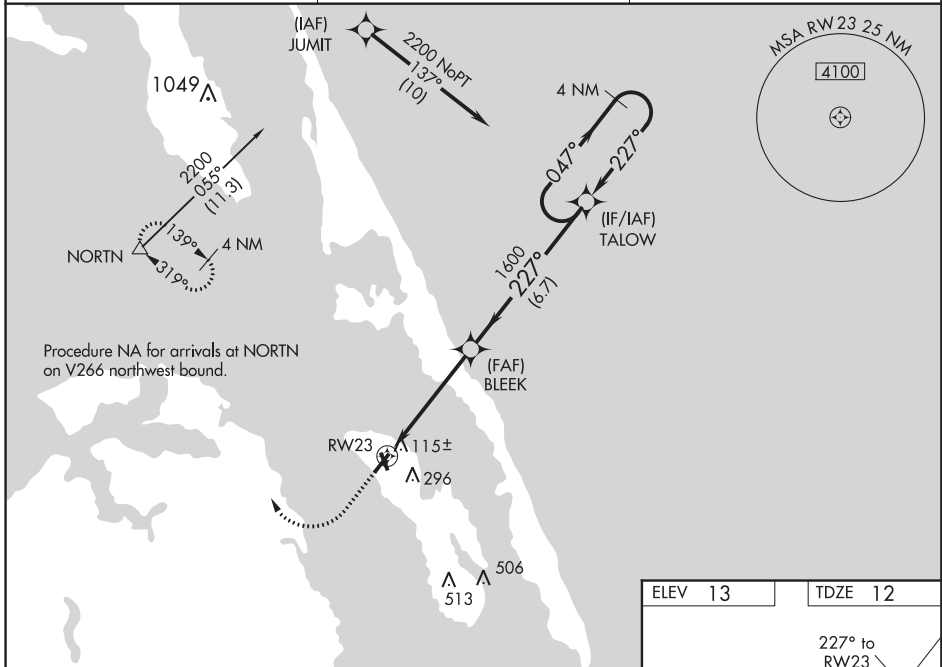 (IAF)
JUMIT
2200 NoPT
137°
(10)
MSA RW 23 25 NM
4100
1049
4 NM
047°
227°
2200
055°
(11.3)
(IF/IAF)
TALOW
NORTN
139°
4 NM
319°
1600
227°
(6.7)
Procedure NA for arrivals at NORTN
on V266 northwest bound.
(FAF)
BLEEK
RW23
115±
296
513
506
ELEV 13
TDZE 12
227° to
RW23